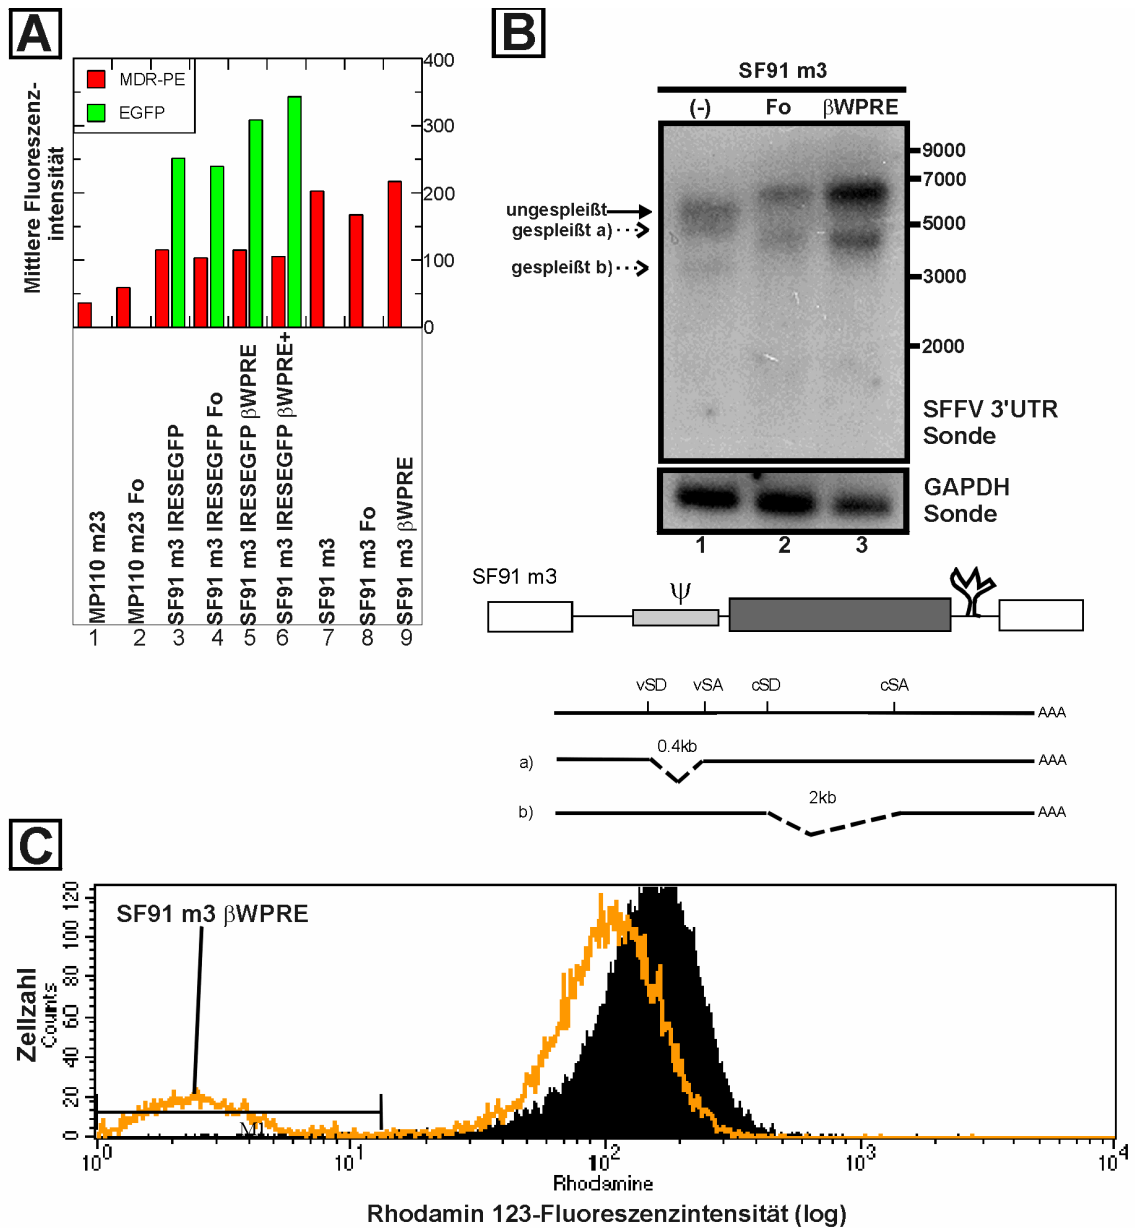 A
MDR-PE
EGFP
Mittlere Fluoreszenz-
intensität
400
300
200
100
0
MP110 m23
MP110 m23 Fo
SF91 m3 IRESEGFP
SF91 m3 IRESEGFP Fo
SF91 m3 IRESEGFP βWPRE
SF91 m3 IRESEGFP βWPRE+
SF91 m3
SF91 m3 Fo
SF91 m3 βWPRE
1 2 3 4 5 6 7 8 9
B
SF91 m3
(-) Fo βWPRE
9000
7000
ungespleißt
5000
gespleißt a)
gespleißt b)
3000
2000
SFFV 3'UTR
Sonde
GAPDH
Sonde
1 2 3
SF91 m3
Ψ
vSD vSA cSD cSA
AAA
0.4kb
a) AAA
2kb
b) AAA
C
SF91 m3 βWPRE
Zellzahl
Counts
120
100
80
60
40
20
0
M1
10⁰ 10¹ 10² 10³ 10⁴
Rhodamine
Rhodamin 123-Fluoreszenzintensität (log)